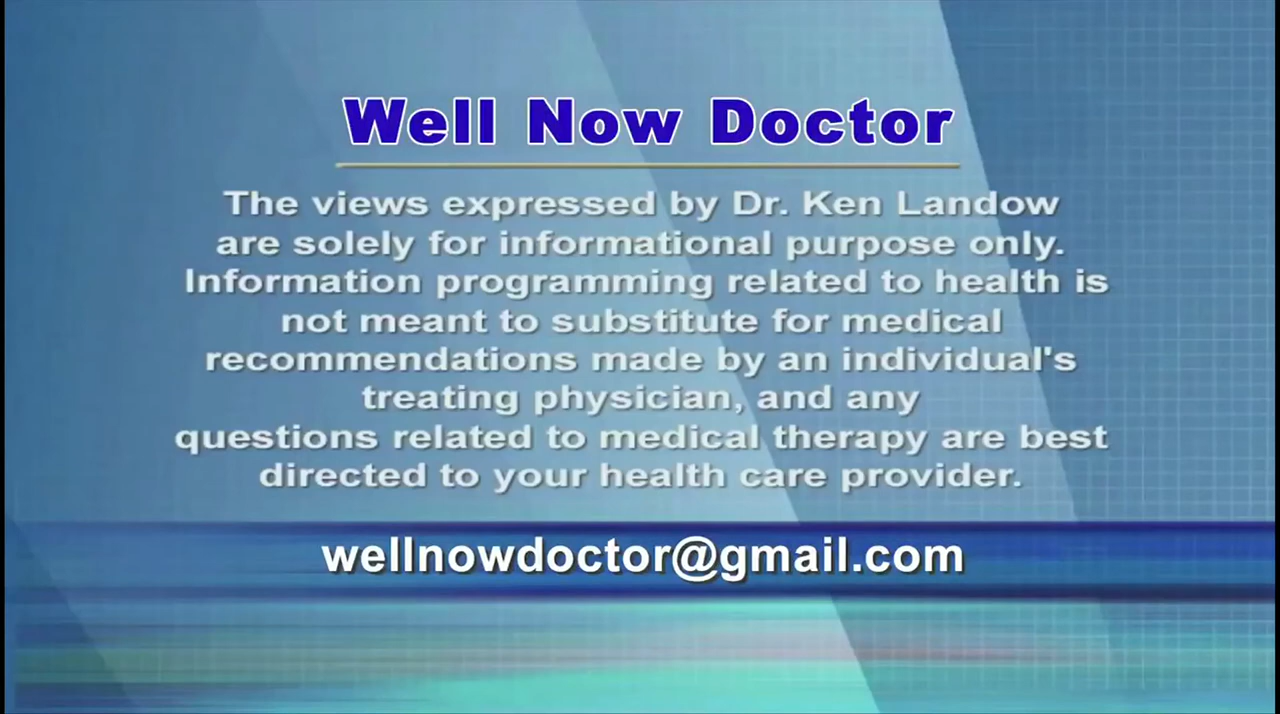 Well Now Doctor
The views expressed by Dr. Ken Landow
are solely for informational purpose only.
Information programming related to health is
not meant to substitute for medical
recommendations made by an individual's
treating physician, and any
questions related to medical therapy are best
directed to your health care provider.
wellnowdoctor@gmail.com